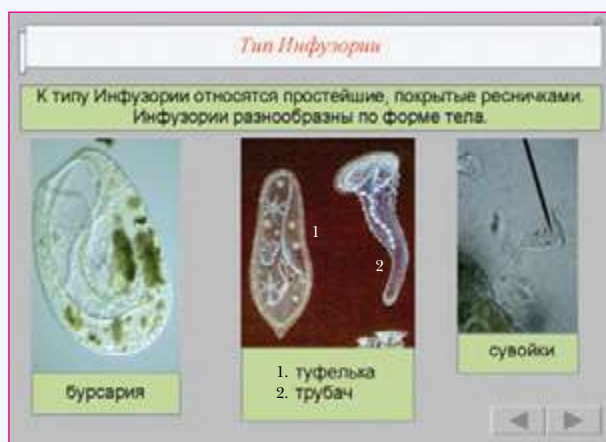 Тип Инфузории
К типу Инфузории относятся простейшие, покрытые ресничками.
Инфузории разнообразны по форме тела.
1
2
бурсария
1. туфелька
2. трубач
сувойки